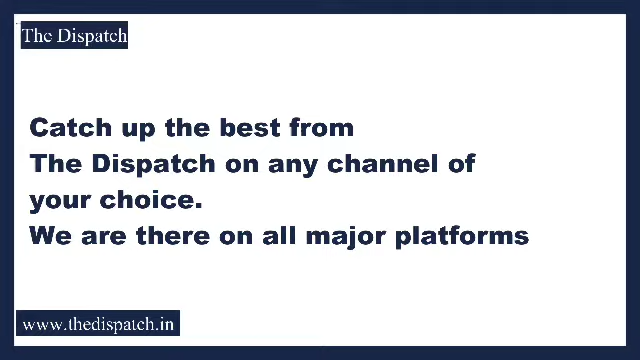 The Dispatch
Catch up the best from
The Dispatch on any channel of
your choice.
We are there on all major platforms
www.thedispatch.in